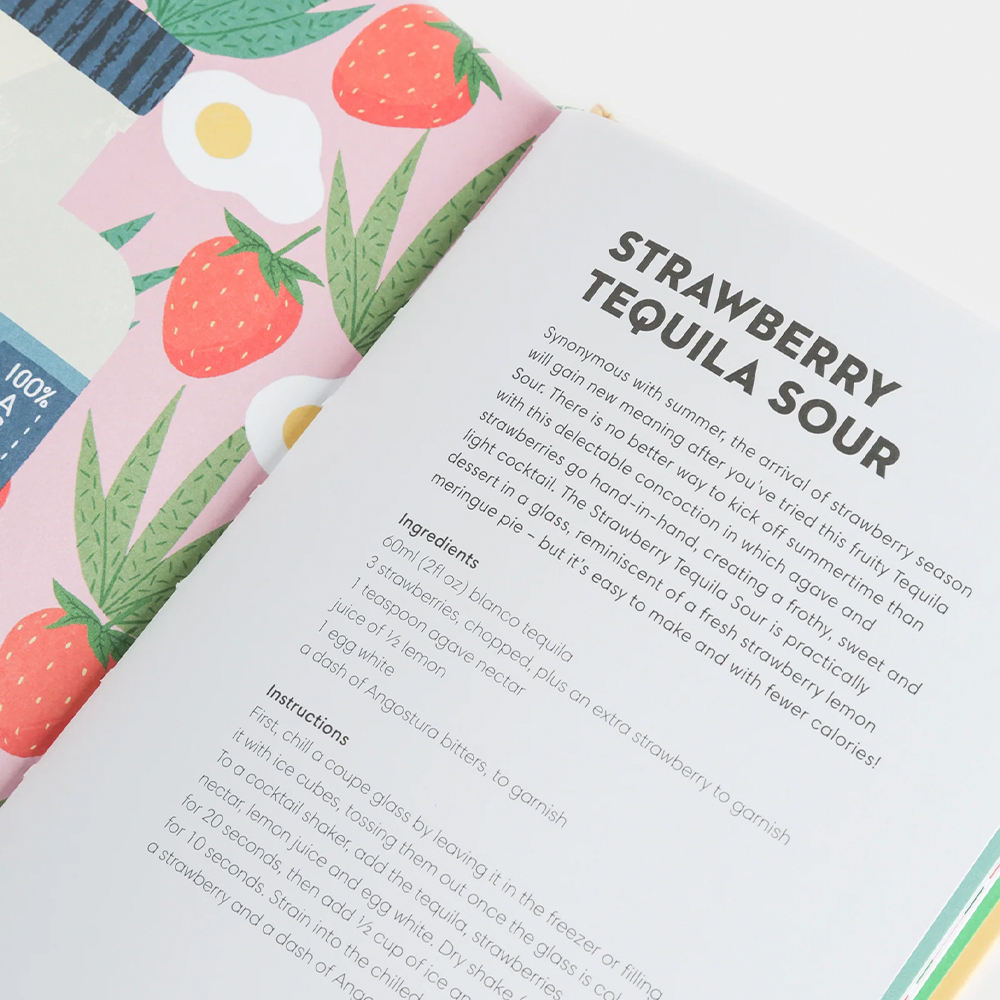 100%
A
STRAWBERRY
TEQUILA SOUR
Synonymous with summer, the arrival of strawberry season
will gain new meaning after you've tried this fruity Tequila
Sour. There is no better way to kick off summertime than
with this delectable concoction in which agave and
strawberries go hand-in-hand, creating a frothy, sweet and
light cocktail. The Strawberry Tequila Sour is practically
dessert in a glass, reminiscent of a fresh strawberry lemon
meringue pie – but it's easy to make and with fewer calories!
Ingredients
60ml (2fl oz) blanco tequila
3 strawberries, chopped, plus an extra strawberry to garnish
1 teaspoon agave nectar
juice of ½ lemon
1 egg white
a dash of Angostura bitters, to garnish
Instructions
First, chill a coupe glass by leaving it in the freezer or filling
it with ice cubes, tossing them out once the glass is
To a cocktail shaker, add the tequila, strawberries,
nectar, lemon juice and egg white. Dry shake
for 20 seconds, then add ½ cup of ice
for 10 seconds. Strain into the chilled
a strawberry and a dash of